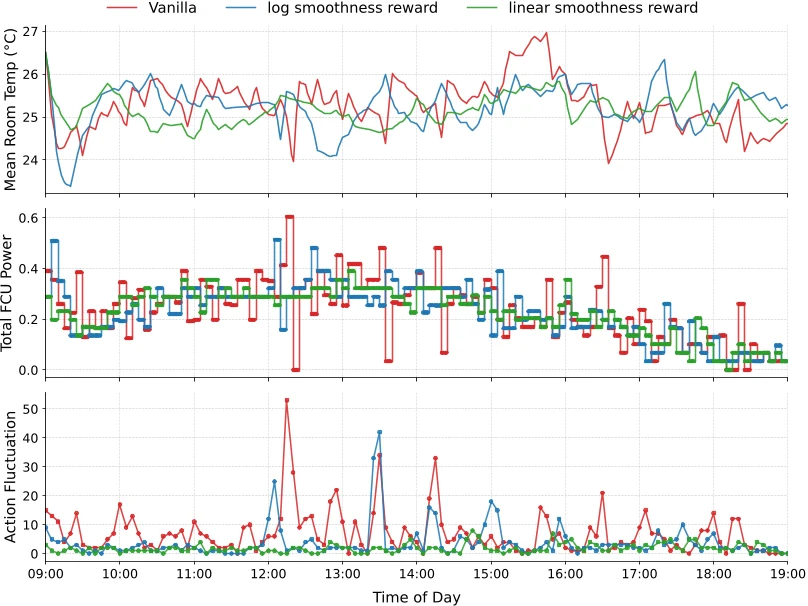 Vanilla log smoothness reward linear smoothness reward
Mean Room Temp (°C)
27
26
25
24
Total FCU Power
0.6
0.4
0.2
0.0
Action Fluctuation
50
40
30
20
10
0
09:00 10:00 11:00 12:00 13:00 14:00 15:00 16:00 17:00 18:00 19:00
Time of Day